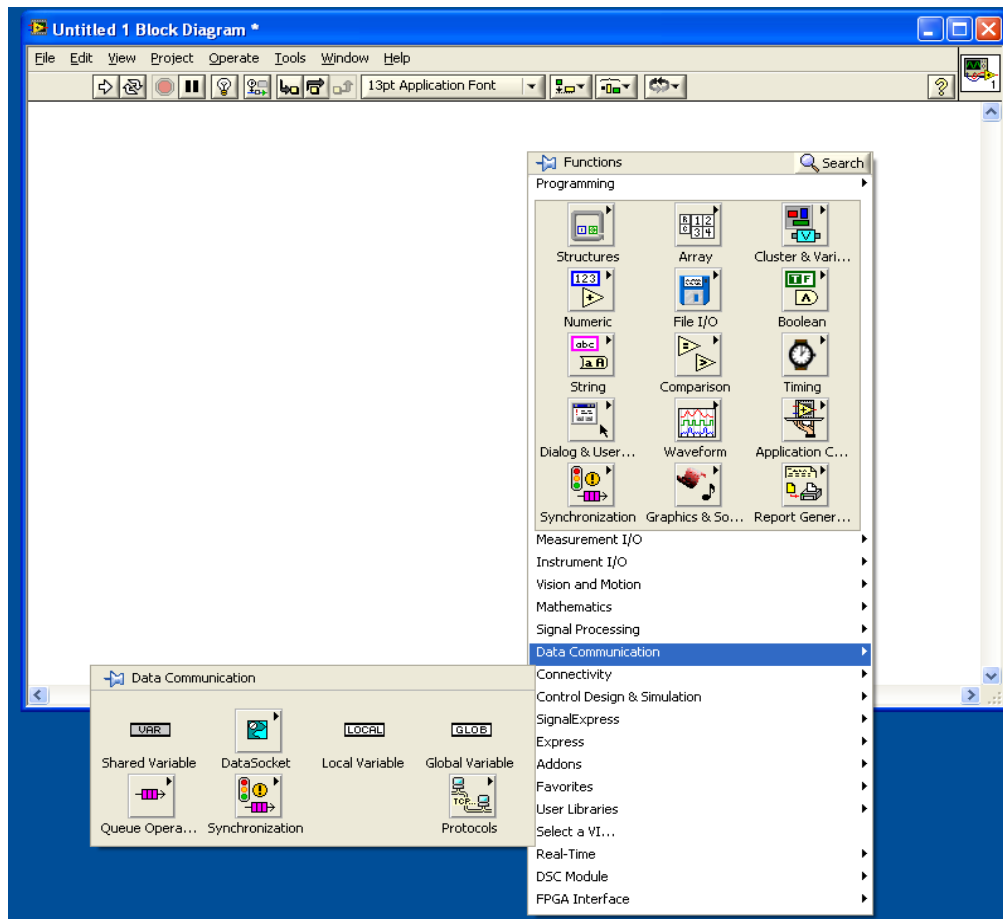 Untitled 1 Block Diagram *
File Edit View Project Operate Tools Window Help
13pt Application Font
1
Functions Search
Programming
Structures Array Cluster & Vari...
123
Numeric File I/O Boolean
T F
abc
a A
String Comparison Timing
Dialog & User... Waveform Application C...
Synchronization Graphics & So... Report Gener...
Measurement I/O
Instrument I/O
Vision and Motion
Mathematics
Signal Processing
Data Communication
Connectivity
Control Design & Simulation
SignalExpress
Express
Addons
Favorites
User Libraries
Select a VI...
Real-Time
DSC Module
FPGA Interface
Data Communication
VAR LOCAL GLOB
Shared Variable DataSocket Local Variable Global Variable
TCP
Queue Opera... Synchronization Protocols